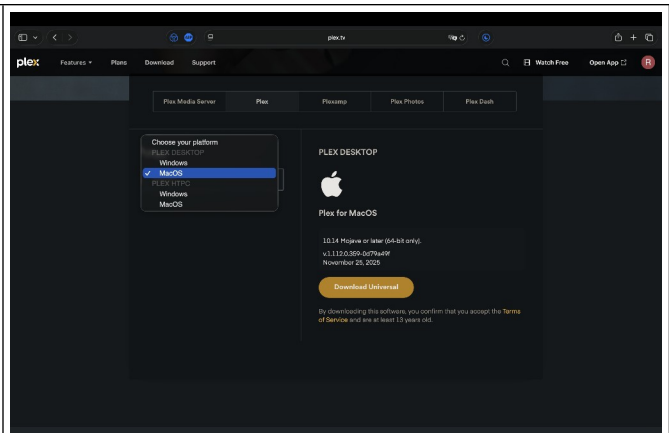 plex.tv
plex Features Plans Download Support Watch Free Open App R
Plex Media Server Plex Plexamp Plex Photos Plex Dash
Choose your platform
PLEX DESKTOP
Windows
✓ MacOS
PLEX HTPC
Windows
MacOS
PLEX DESKTOP
Plex for MacOS
10.14 Mojave or later (64-bit only).
v.1.112.0.359-0d79a49f
November 25, 2025
Download Universal
By downloading this software, you confirm that you accept the Terms
of Service and are at least 13 years old.